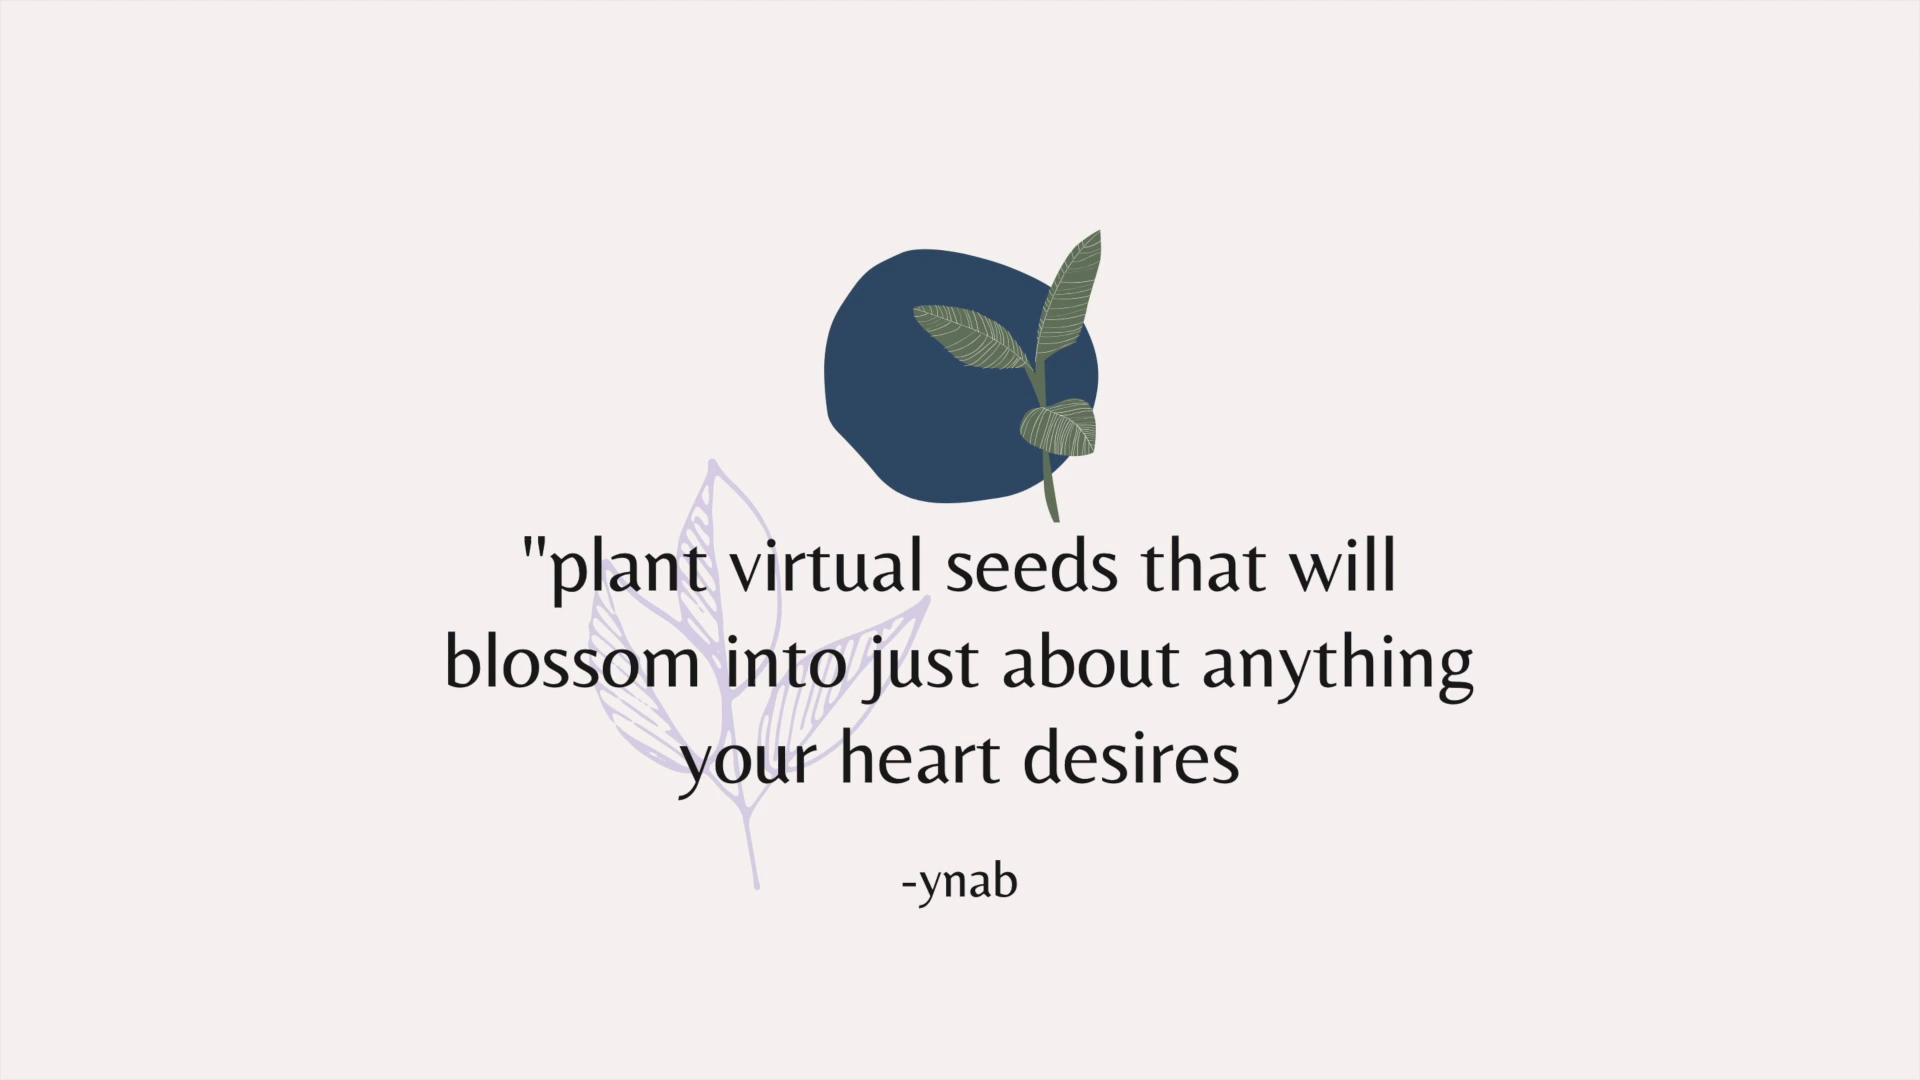 "plant virtual seeds that will
blossom into just about anything
your heart desires
-ynab